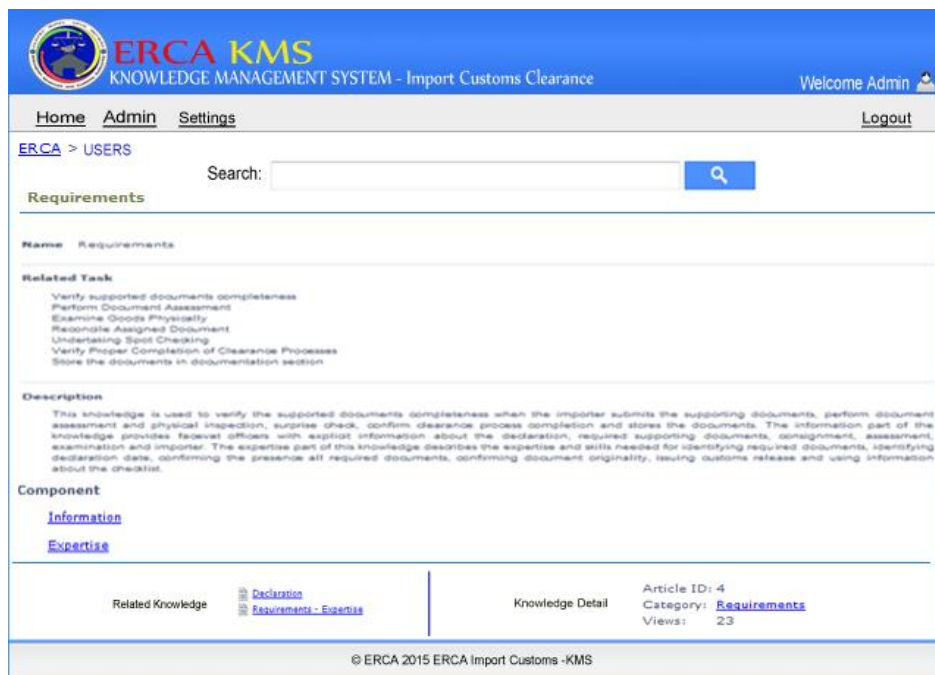 ERCA KMS
KNOWLEDGE MANAGEMENT SYSTEM - Import Customs Clearance
Welcome Admin
Home Admin Settings Logout
ERCA > USERS
Search:
Requirements
Name Requirements
Related Task
Verify supported documents completeness
Perform Document Assessment
Examine Goods Physically
Reconcile Assigned Document
Undertaking Spot Checking
Verify Proper Completion of Clearance Processes
Store the documents in documentation section
Description
This knowledge is used to verify the supported documents completeness when the importer submits the supporting documents, perform document
assessment and physical inspection, surprise check, confirm clearance process completion and stores the documents. The information part of the
knowledge provides facevet officers with explicit information about the declaration, required supporting documents, consignment, assessment,
examination and importer. The expertise part of this knowledge describes the expertise and skills needed for identifying required documents, identifying
declaration date, confirming the presence all required documents, confirming document originality, issuing customs release and using information
about the checklist.
Component
Information
Expertise
Related Knowledge
Declaration
Requirements - Expertise
Knowledge Detail
Article ID: 4
Category: Requirements
Views: 23
© ERCA 2015 ERCA Import Customs -KMS